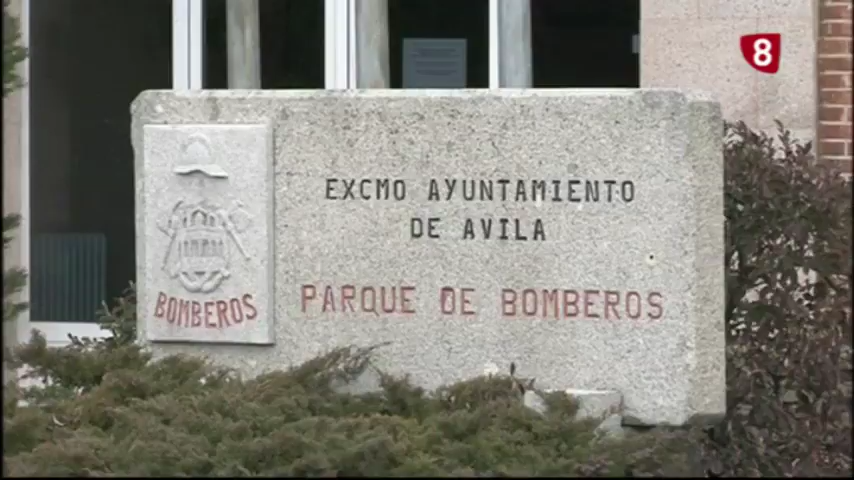 8
EXCMO AYUNTAMIENTO
DE AVILA
BOMBEROS
PARQUE DE BOMBEROS